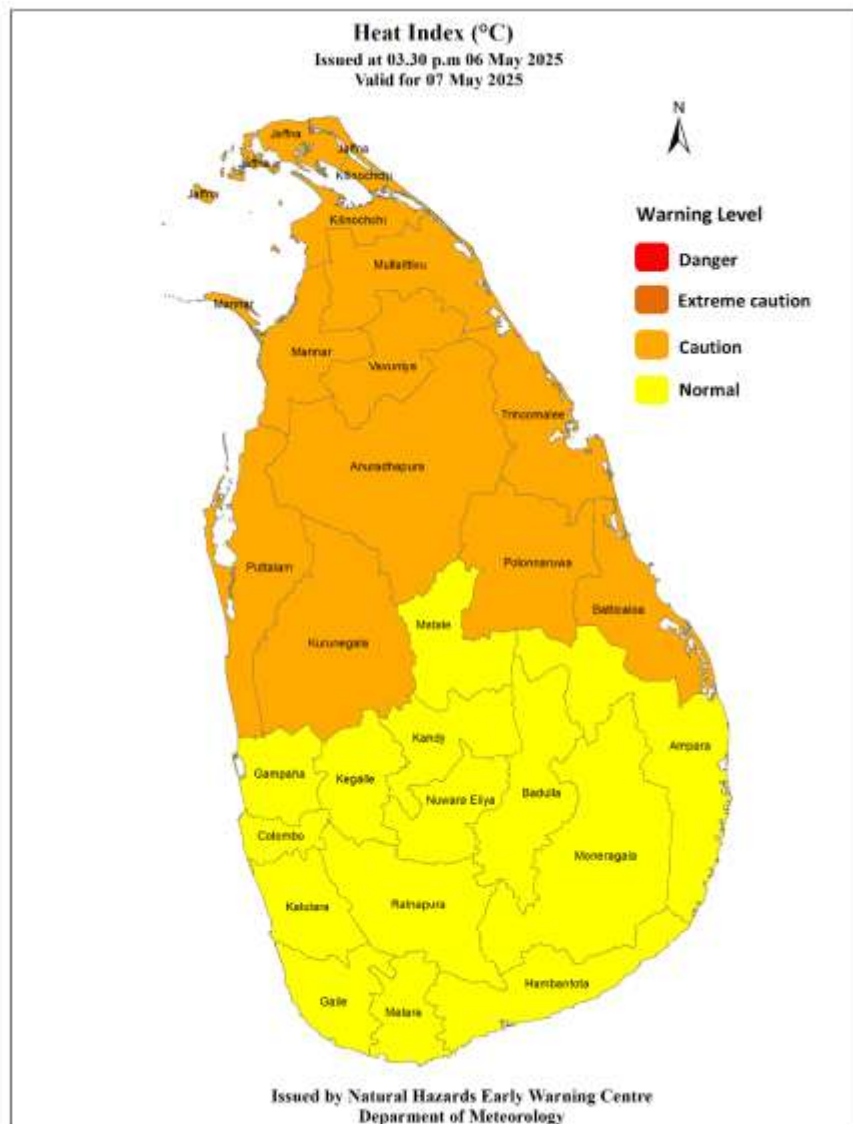 Heat Index (°C)
Issued at 03.30 p.m 06 May 2025
Valid for 07 May 2025
N
Jaffna
Jaffna
Jaffna
Kilinochchi
Jaffna
Kilinochchi
Warning Level
Mullaittivu
Danger
Extreme caution
Mannar
Caution
Mannar
Vavuniya
Normal
Trincomalee
Anuradhapura
Puttalam
Polonnaruwa
Batticaloa
Matale
Kurunegala
Kandy
Ampara
Gampaha
Kegalle
Nuwara Eliya
Badulla
Colombo
Moneragala
Kalutara
Ratnapura
Hambantota
Galle
Matara
Issued by Natural Hazards Early Warning Centre
Deparment of Meteorology